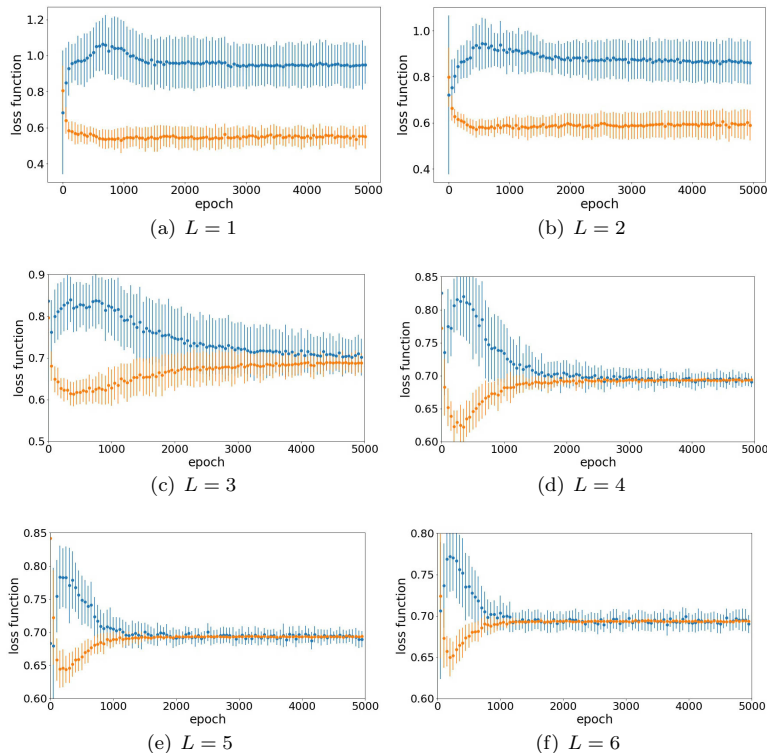 loss function
1.2
1.0
0.8
0.6
0.4
0 1000 2000 3000 4000 5000
epoch
(a) L = 1
loss function
1.0
0.8
0.6
0.4
0 1000 2000 3000 4000 5000
epoch
(b) L = 2
loss function
0.9
0.8
0.7
0.6
0.5
0 1000 2000 3000 4000 5000
epoch
(c) L = 3
loss function
0.85
0.80
0.75
0.70
0.65
0.60
0 1000 2000 3000 4000 5000
epoch
(d) L = 4
loss function
0.85
0.80
0.75
0.70
0.65
0.60
0 1000 2000 3000 4000 5000
epoch
(e) L = 5
loss function
0.80
0.75
0.70
0.65
0.60
0 1000 2000 3000 4000 5000
epoch
(f) L = 6